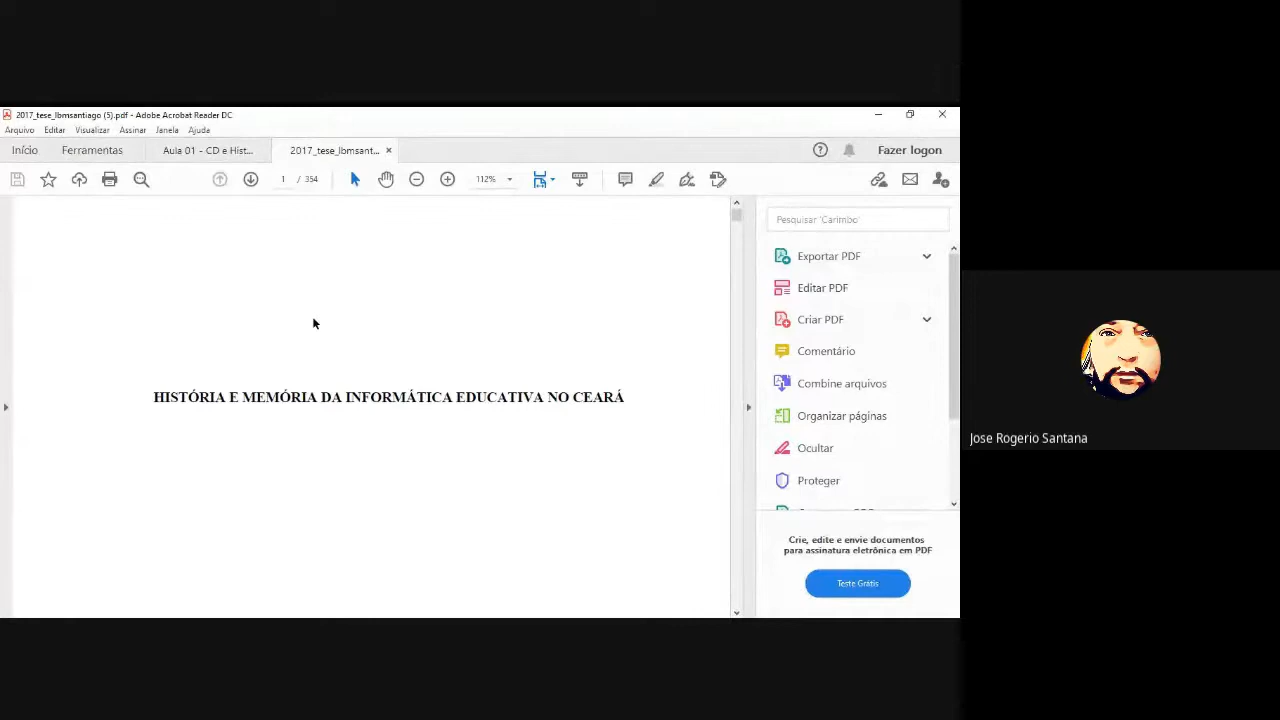 2017_tese_lbmsantiago (5).pdf - Adobe Acrobat Reader DC
Arquivo Editar Visualizar Assinar Janela Ajuda
Início Ferramentas Aula 01 - CD e Hist... 2017_tese_lbmsant... Fazer logon
1 / 354 112%
HISTÓRIA E MEMÓRIA DA INFORMÁTICA EDUCATIVA NO CEARÁ
Pesquisar 'Carimbo'
Exportar PDF
Editar PDF
Criar PDF
Comentário
Combine arquivos
Organizar páginas
Ocultar
Proteger
Crie, edite e envie documentos
para assinatura eletrônica em PDF
Teste Grátis
Jose Rogerio Santana